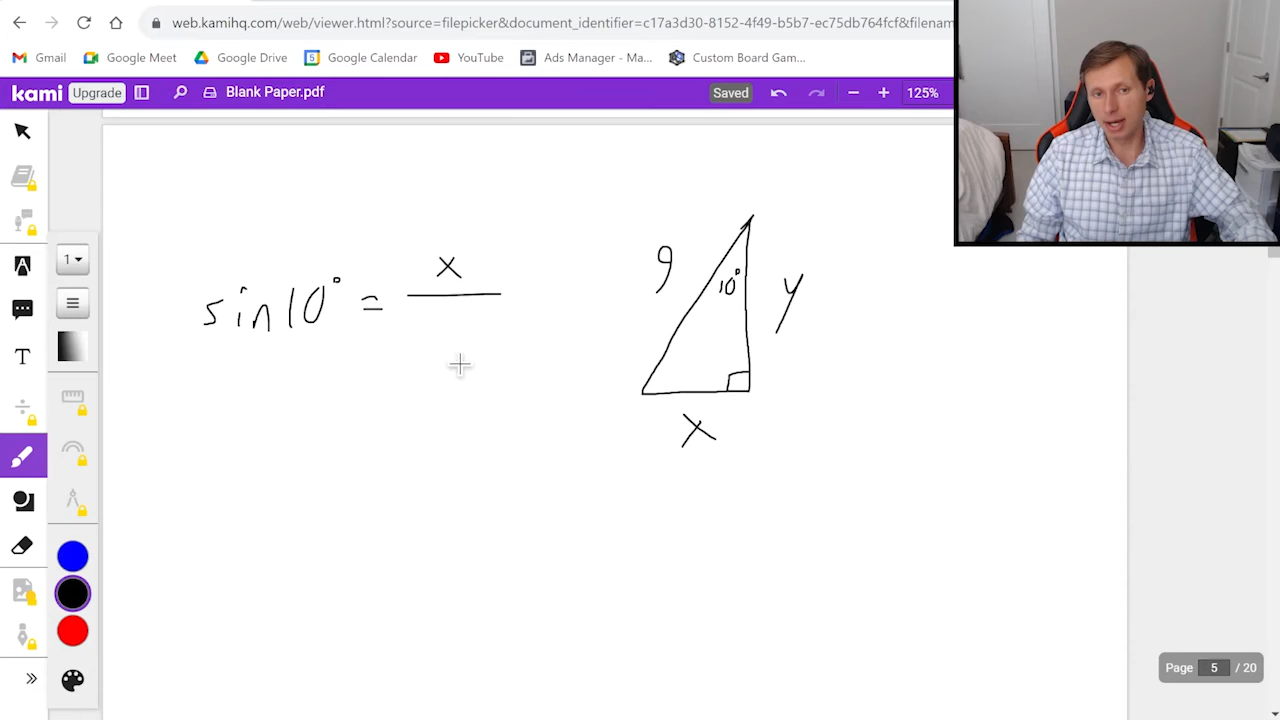 web.kamihq.com/web/viewer.html?source=filepicker&document_identifier=c17a3d30-8152-4f49-b5b7-ec75db764fcf&filenam
Gmail Google Meet Google Drive 5 Google Calendar YouTube Ads Manager - Ma... Custom Board Gam...
kami Upgrade Blank Paper.pdf Saved 125%
1
A
T
sin10° = x
9
10°
y
x
Page 5 / 20